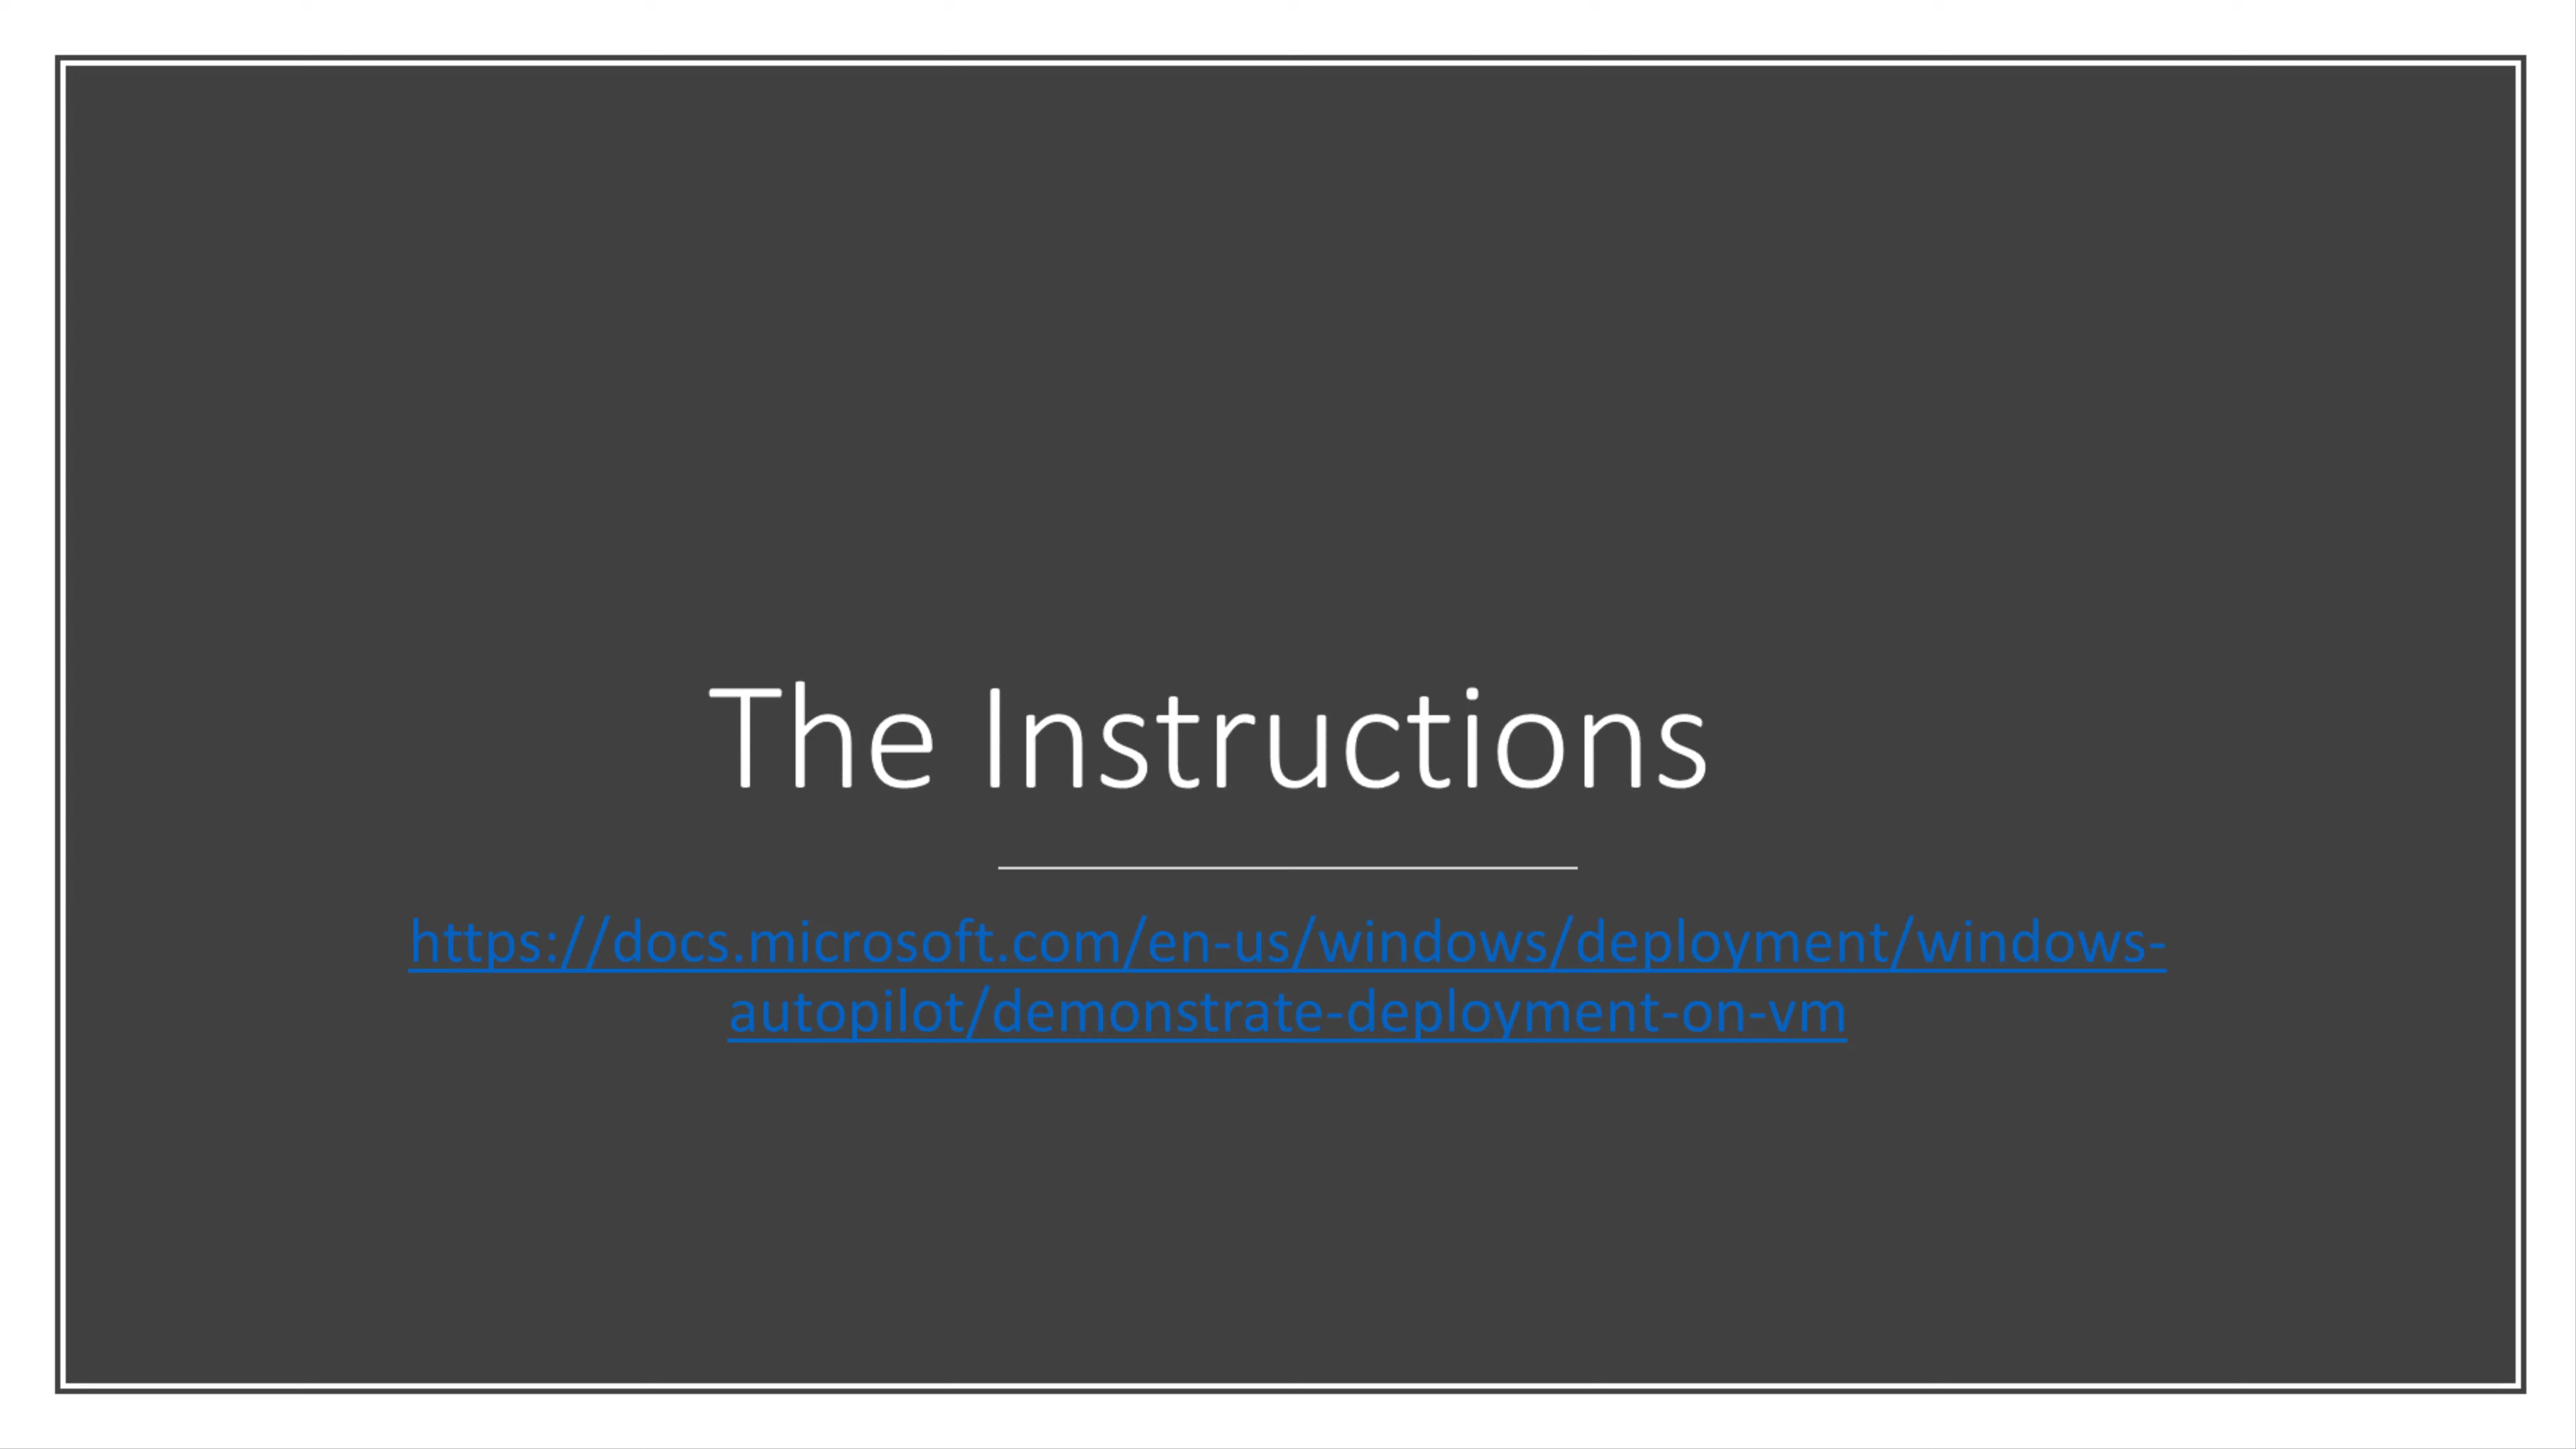 The Instructions
https://docs.microsoft.com/en-us/windows/deployment/windows-
autopilot/demonstrate-deployment-on-vm